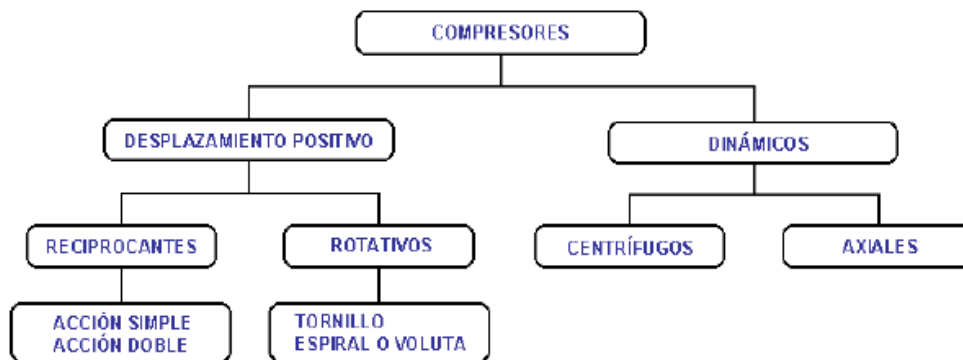 COMPRESORES
DESPLAZAMIENTO POSITIVO
DINÁMICOS
RECIPROCANTES
ROTATIVOS
CENTRÍFUGOS
AXIALES
ACCIÓN SIMPLE
ACCIÓN DOBLE
TORNILLO
ESPIRAL O VOLUTA